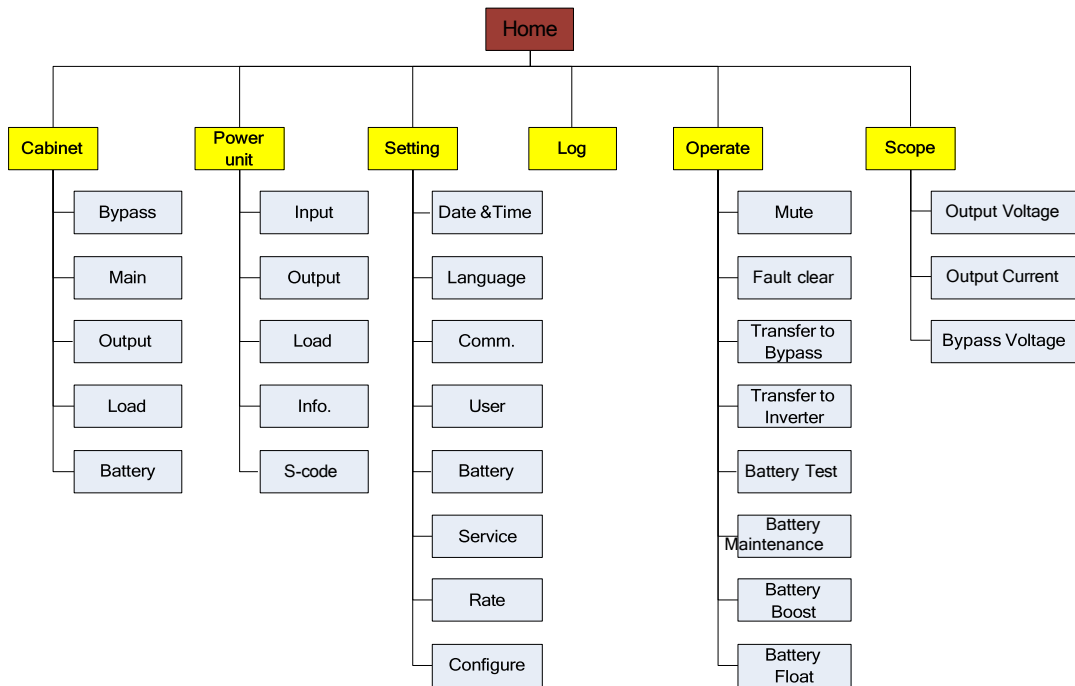 Home
Cabinet
Power
unit
Setting
Log
Operate
Scope
Bypass
Main
Output
Load
Battery
Input
Output
Load
Info.
S-code
Date &Time
Language
Comm.
User
Battery
Service
Rate
Configure
Mute
Fault clear
Transfer to
Bypass
Transfer to
Inverter
Battery Test
Battery
Maintenance
Battery
Boost
Battery
Float
Output Voltage
Output Current
Bypass Voltage